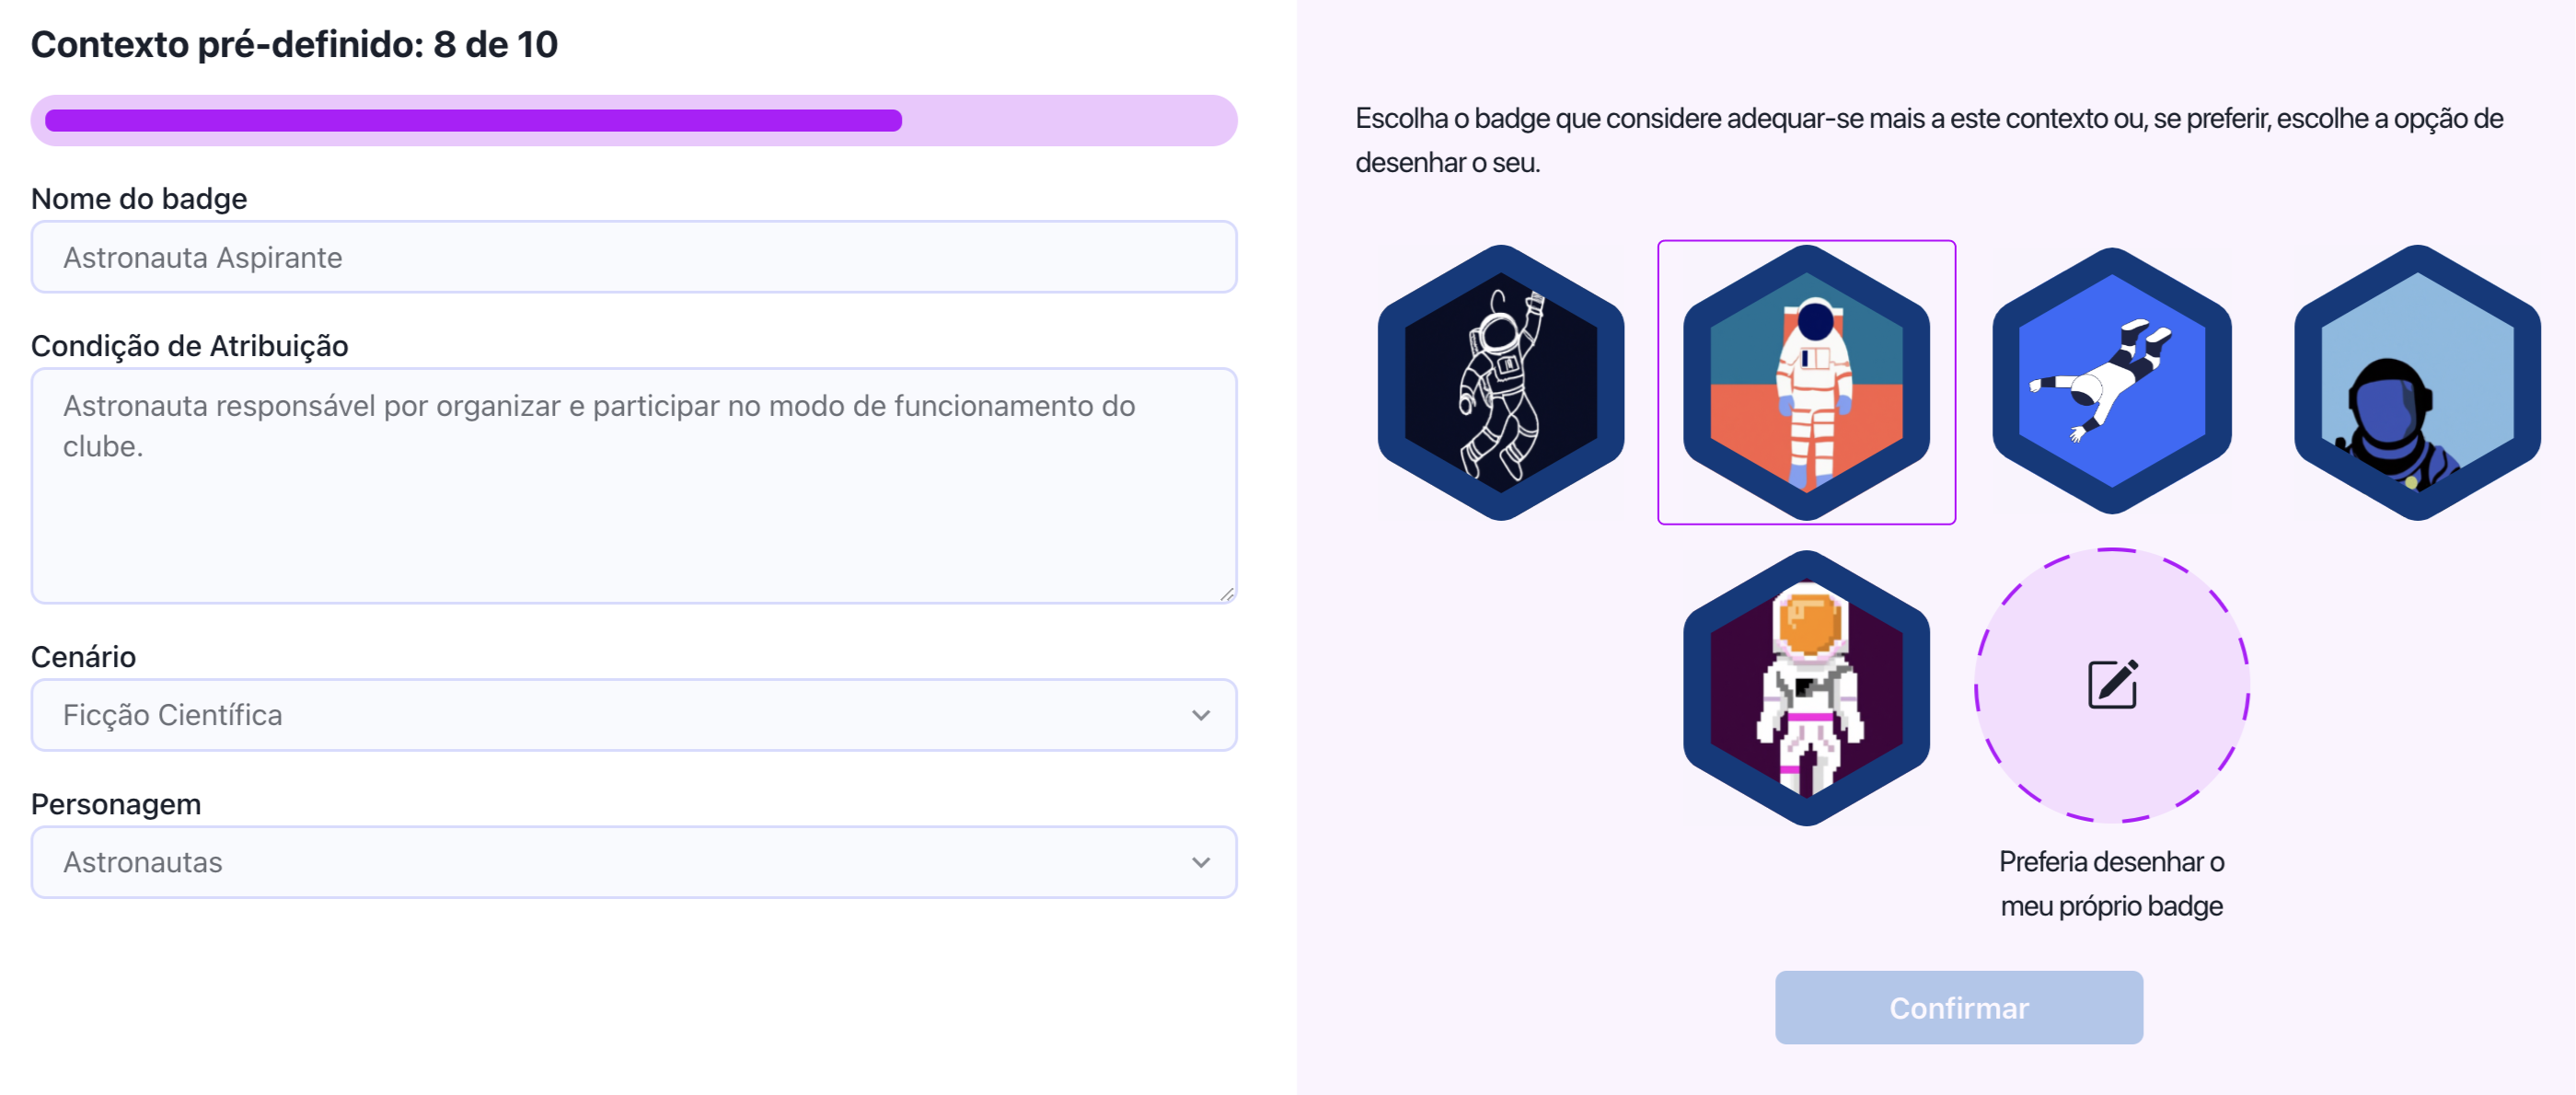 Contexto pré-definido: 8 de 10
Nome do badge
Astronauta Aspirante
Condição de Atribuição
Astronauta responsável por organizar e participar no modo de funcionamento do
clube.
Cenário
Ficção Científica
Personagem
Astronautas
Escolha o badge que considere adequar-se mais a este contexto ou, se preferir, escolhe a opção de
desenhar o seu.
Preferia desenhar o
meu próprio badge
Confirmar